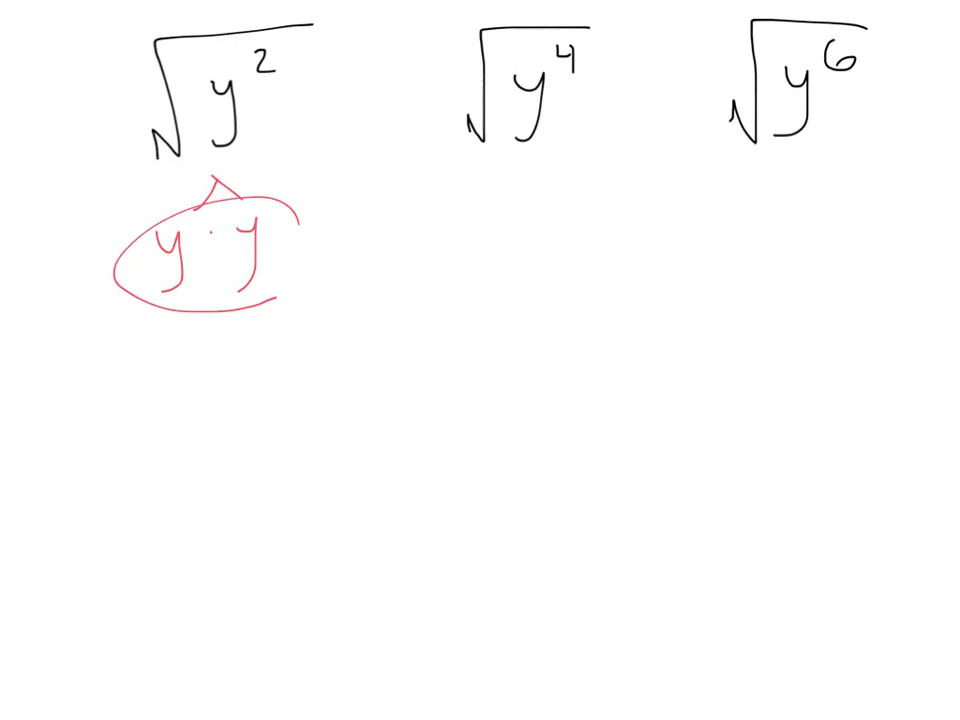 √y² √y⁴ √y⁶
y · y